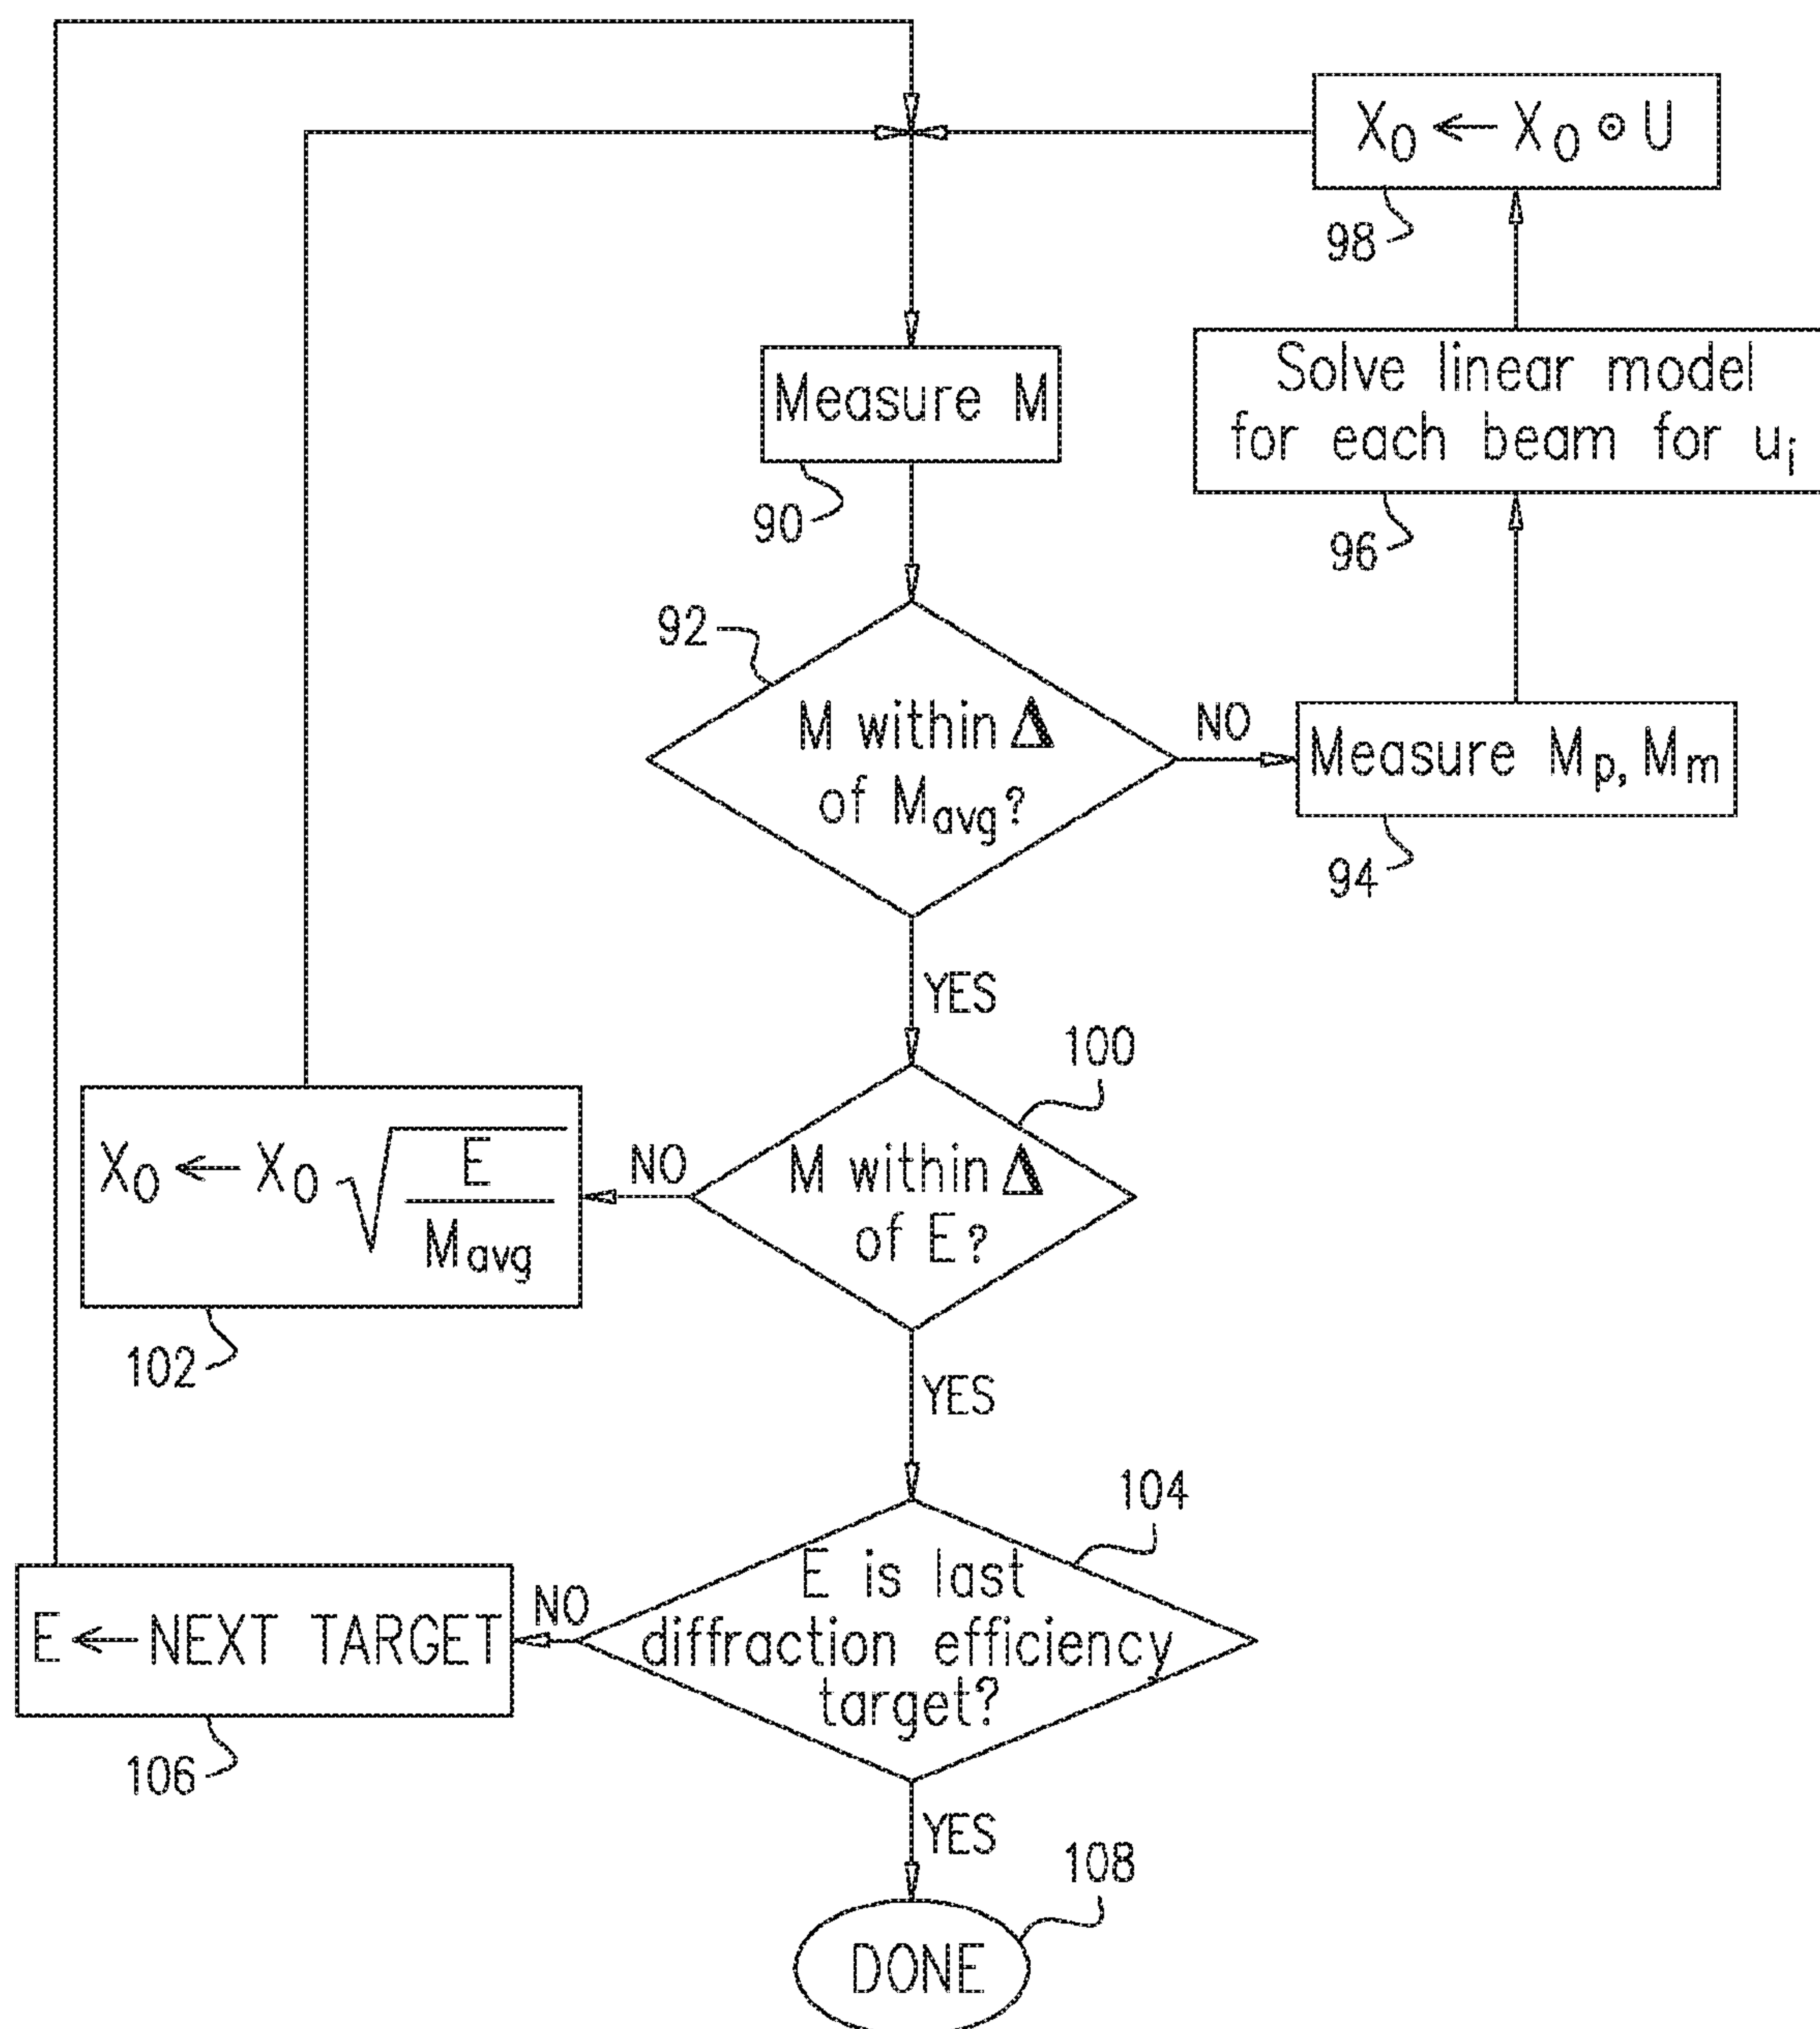 X₀ ← X₀ ⊙ U
98
Solve linear model
for each beam for uᵢ
96
Measure M
90
92
M within Δ
of Mavg?
NO
Measure Mp, Mm
94
YES
100
M within Δ
of E?
NO
X₀ ← X₀ √(E / Mavg)
102
YES
104
E is last
diffraction efficiency
target?
NO
E ← NEXT TARGET
106
YES
108
DONE